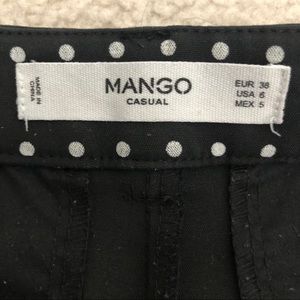 MADE IN
CHINA
MANGO
CASUAL
EUR 38
USA 6
MEX 5